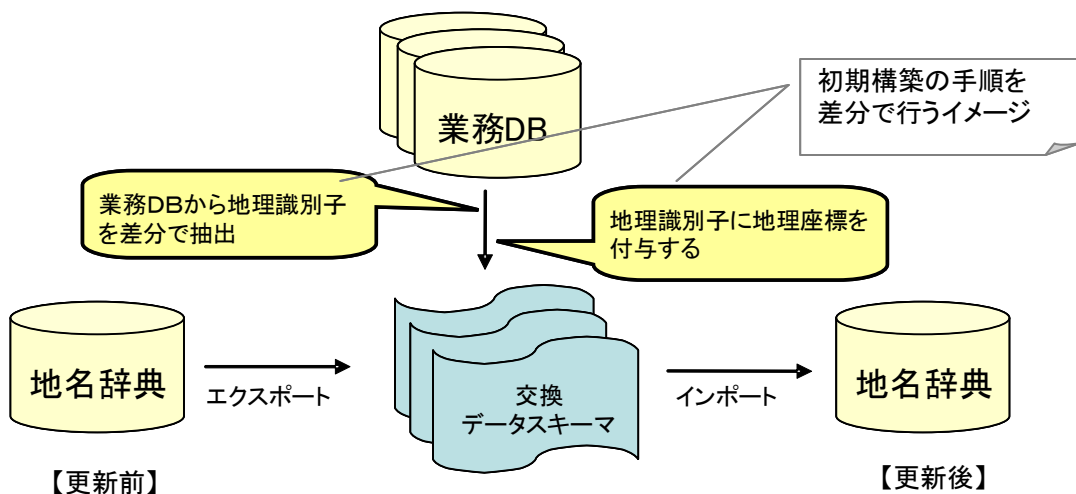 業務DB
初期構築の手順を
差分で行うイメージ
業務DBから地理識別子
を差分で抽出
地理識別子に地理座標を
付与する
地名辞典
エクスポート
交換
データスキーマ
インポート
地名辞典
【更新前】
【更新後】